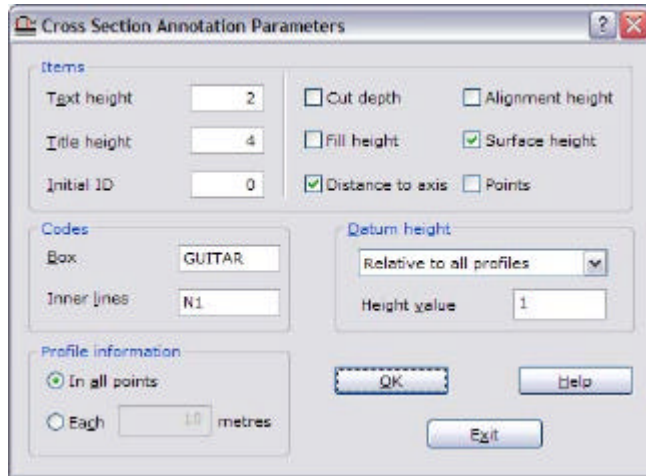 Cross Section Annotation Parameters
Items
Text height 2
Cut depth
Alignment height
Title height 4
Fill height
Surface height
Initial ID 0
Distance to axis
Points
Codes
Box GUITAR
Inner lines N1
Datum height
Relative to all profiles
Height value 1
Profile information
In all points
Each 10 metres
OK
Help
Exit